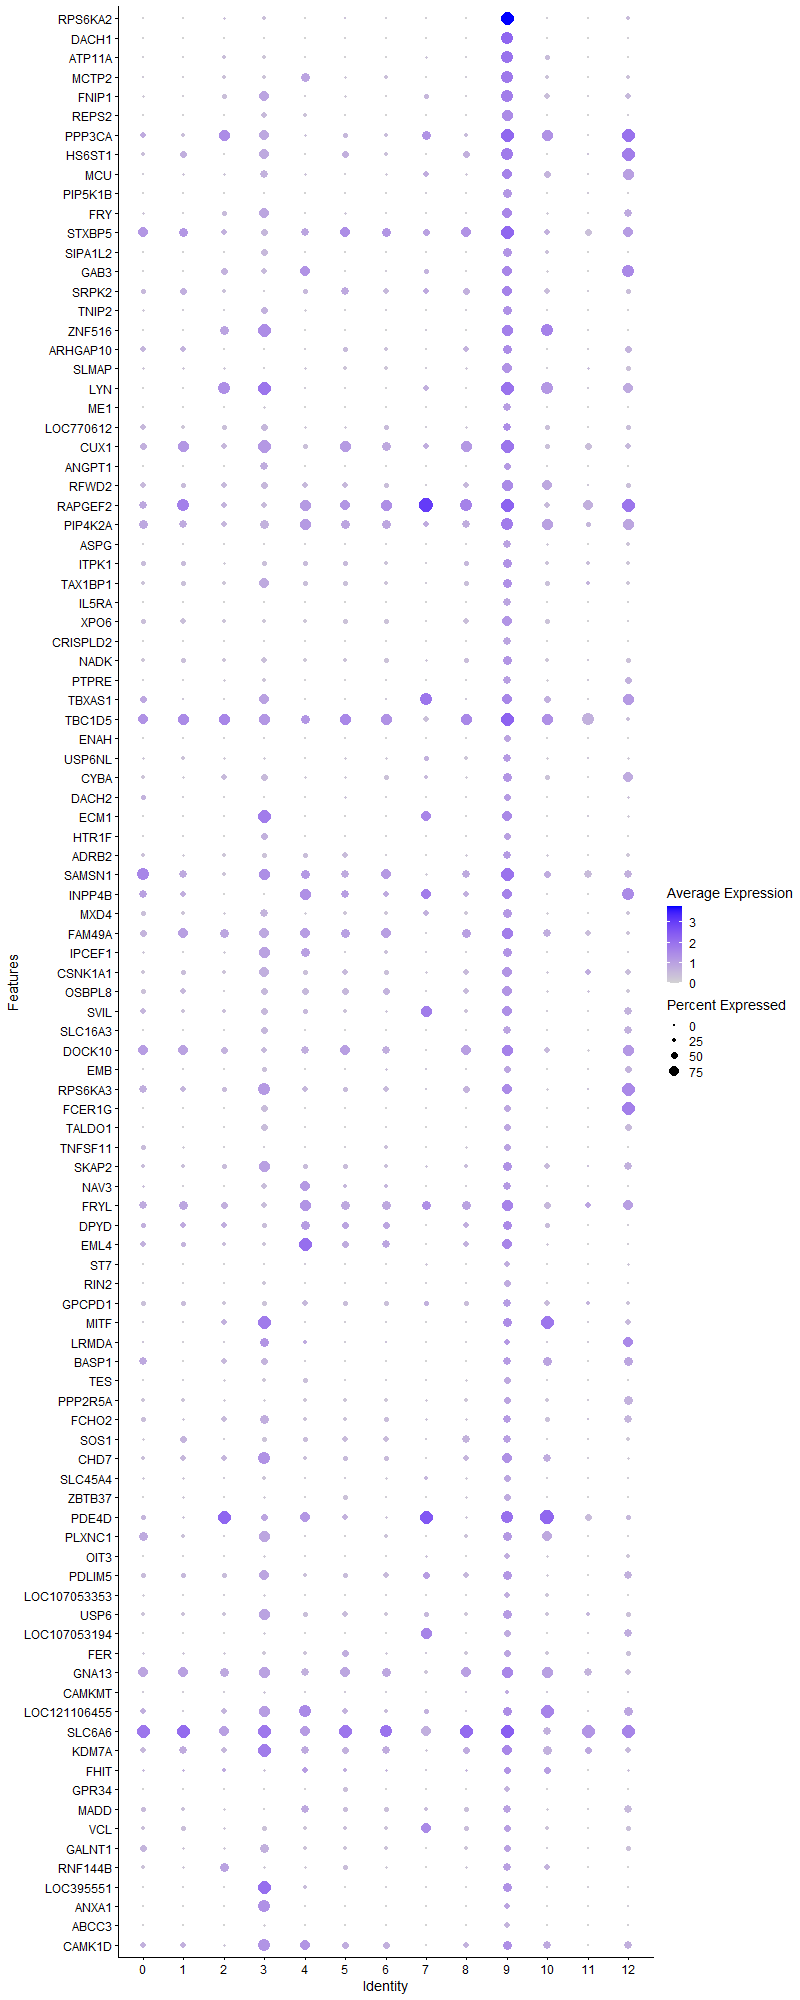 RPS6KA2
DACH1
ATP11A
MCTP2
FNIP1
REPS2
PPP3CA
HS6ST1
MCU
PIP5K1B
FRY
STXBP5
SIPA1L2
GAB3
SRPK2
TNIP2
ZNF516
ARHGAP10
SLMAP
LYN
ME1
LOC770612
CUX1
ANGPT1
RFWD2
RAPGEF2
PIP4K2A
ASPG
ITPK1
TAX1BP1
IL5RA
XPO6
CRISPLD2
NADK
PTPRE
TBXAS1
TBC1D5
ENAH
USP6NL
CYBA
DACH2
ECM1
HTR1F
ADRB2
SAMSN1
INPP4B
MXD4
FAM49A
IPCEF1
CSNK1A1
OSBPL8
SVIL
SLC16A3
DOCK10
EMB
RPS6KA3
FCER1G
TALDO1
TNFSF11
SKAP2
NAV3
FRYL
DPYD
EML4
ST7
RIN2
GPCPD1
MITF
LRMDA
BASP1
TES
PPP2R5A
FCHO2
SOS1
CHD7
SLC45A4
ZBTB37
PDE4D
PLXNC1
OIT3
PDLIM5
LOC107053353
USP6
LOC107053194
FER
GNA13
CAMKMT
LOC121106455
SLC6A6
KDM7A
FHIT
GPR34
MADD
VCL
GALNT1
RNF144B
LOC395551
ANXA1
ABCC3
CAMK1D
Features
0 1 2 3 4 5 6 7 8 9 10 11 12
Identity
Average Expression
3
2
1
0
Percent Expressed
0
25
50
75